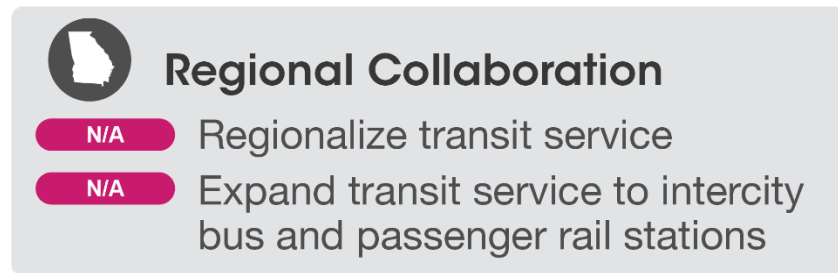 Regional Collaboration
N/A Regionalize transit service
N/A Expand transit service to intercity
bus and passenger rail stations